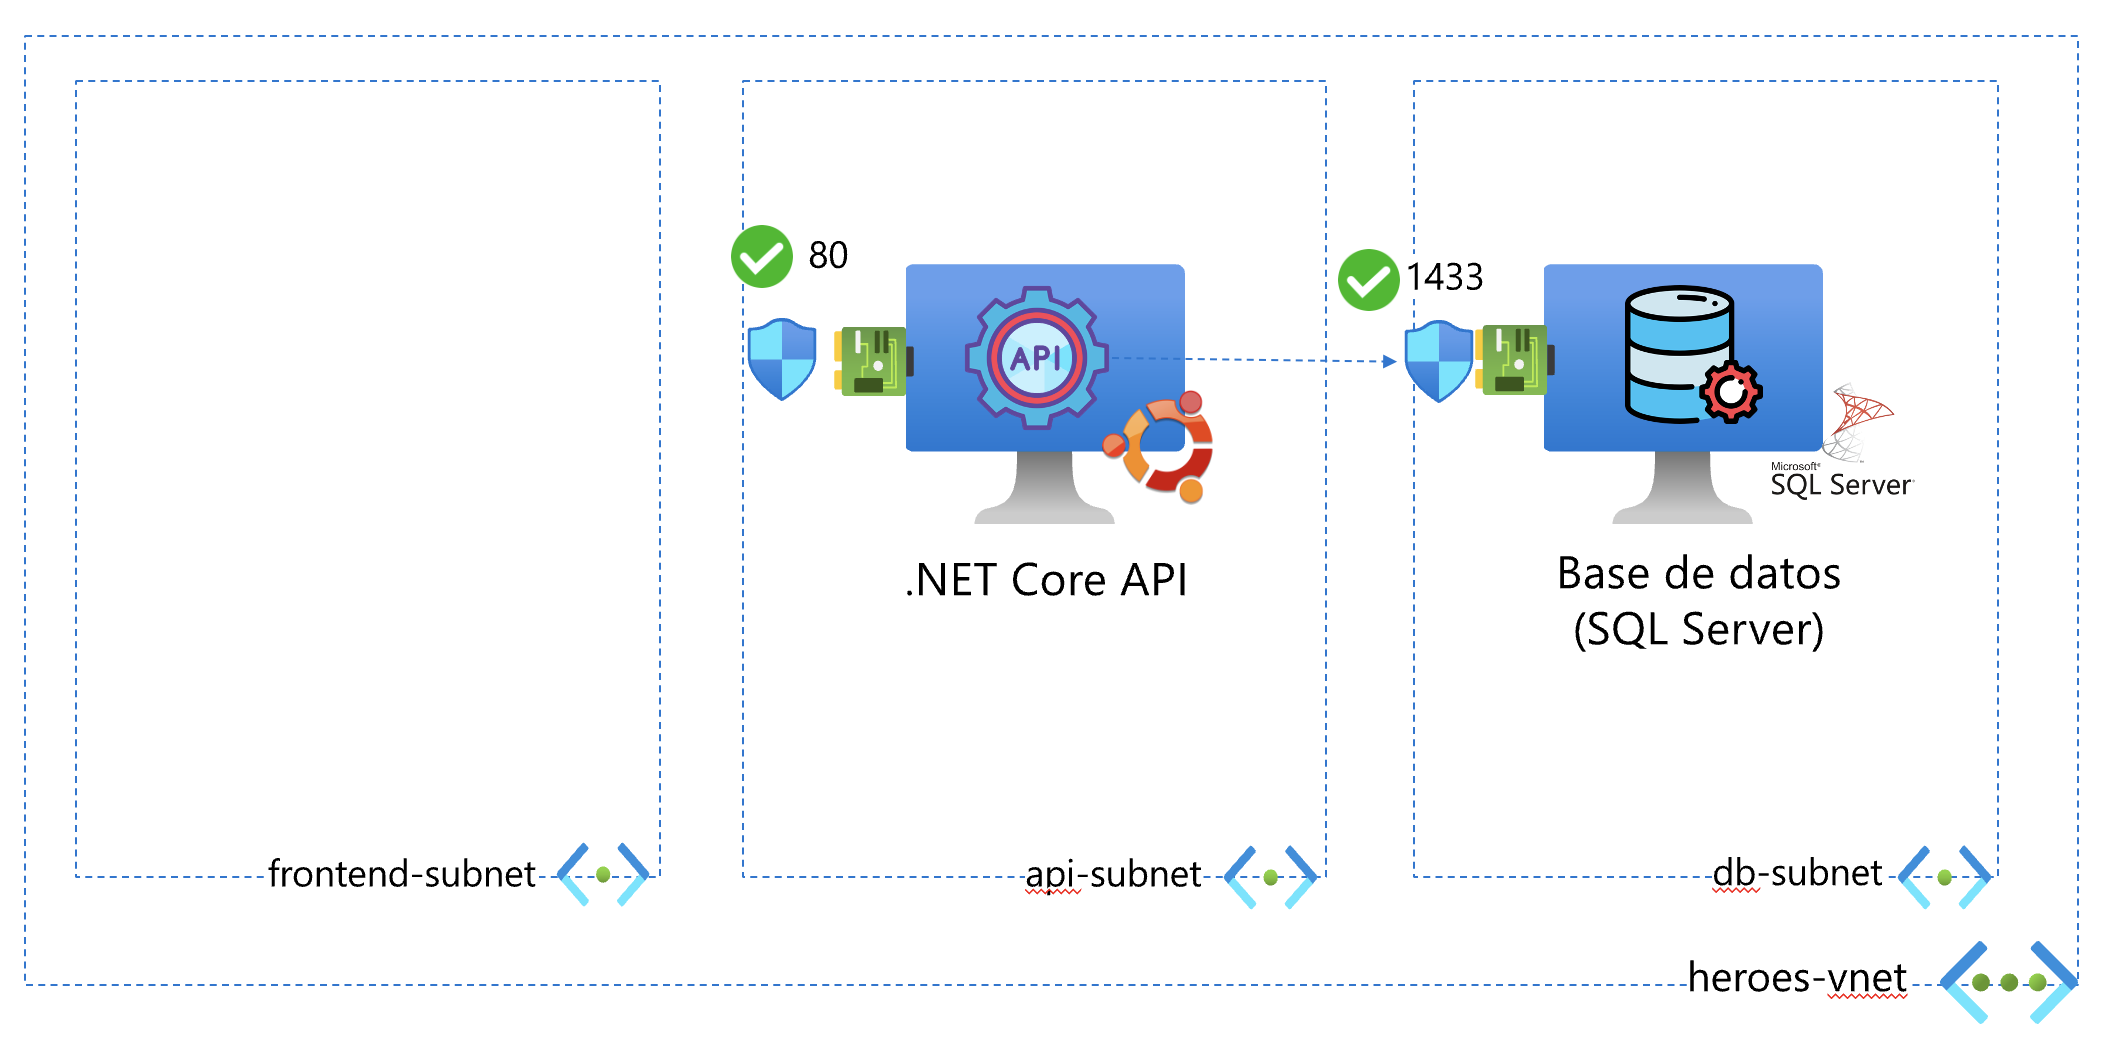 80
1433
API
Microsoft®
SQL Server
.NET Core API
Base de datos
(SQL Server)
frontend-subnet
api-subnet
db-subnet
heroes-vnet